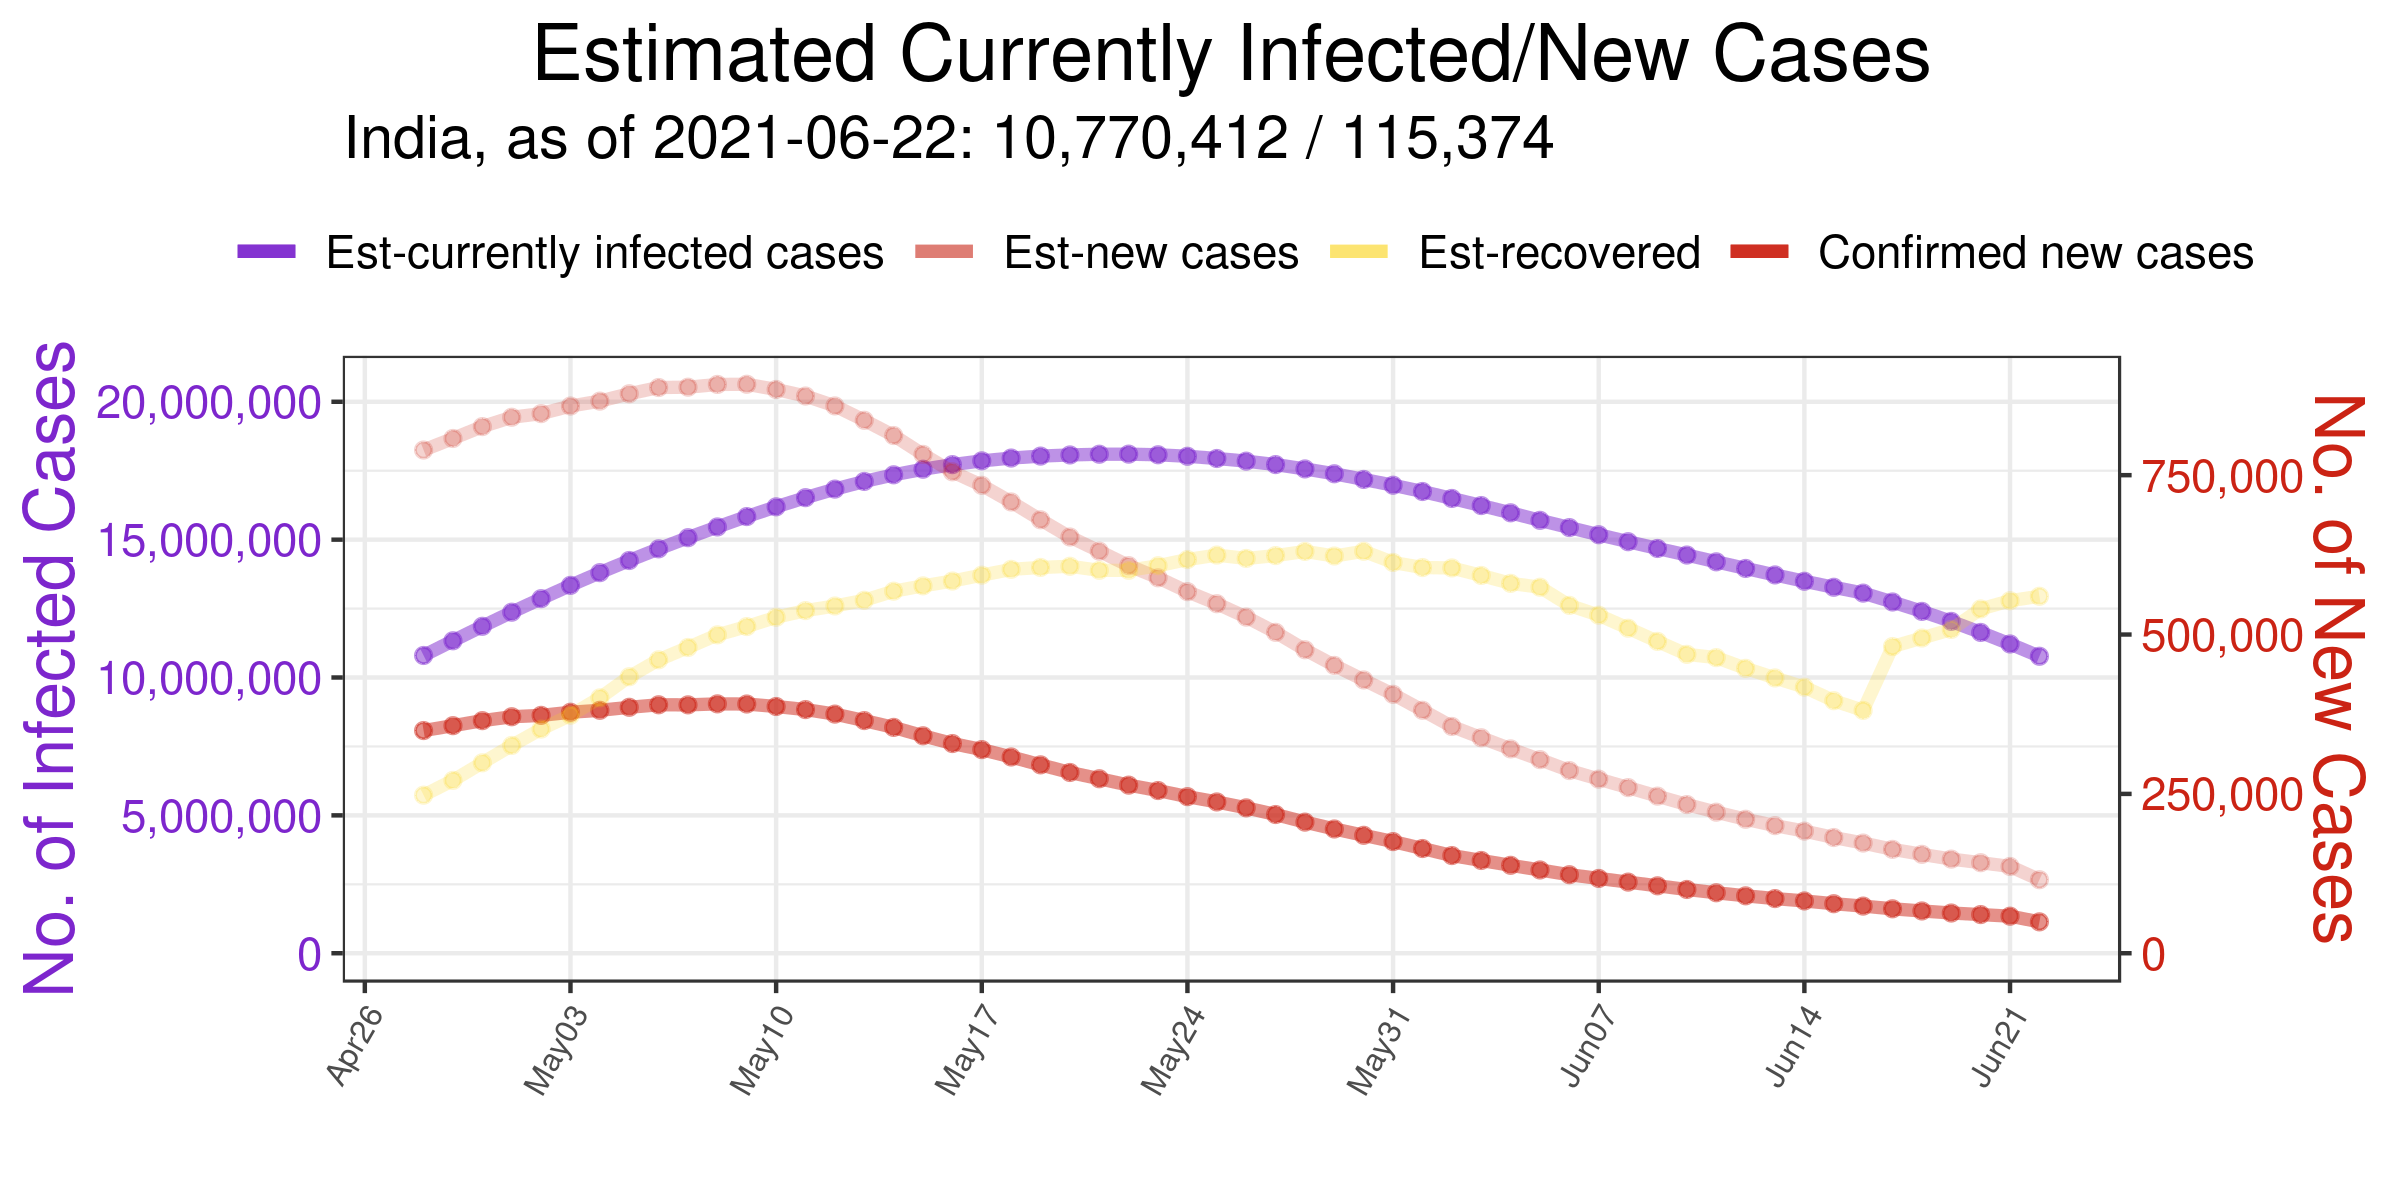 Estimated Currently Infected/New Cases
India, as of 2021-06-22: 10,770,412 / 115,374
Est-currently infected cases Est-new cases Est-recovered Confirmed new cases
No. of Infected Cases
20,000,000
15,000,000
10,000,000
5,000,000
0
750,000
500,000
250,000
0
No. of New Cases
Apr26 May03 May10 May17 May24 May31 Jun07 Jun14 Jun21